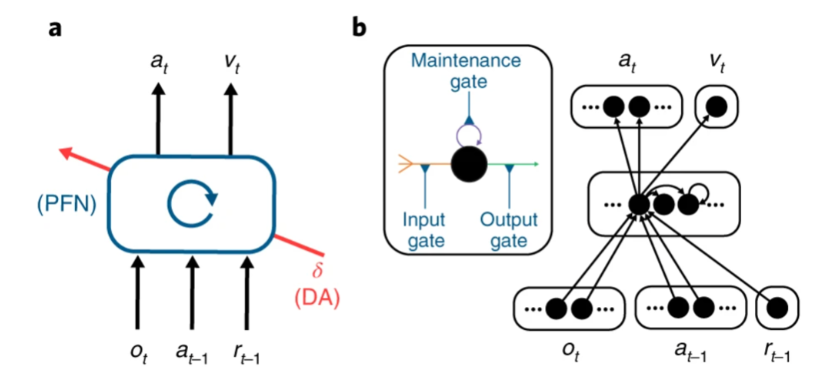 a
a_t
v_t
(PFN)
δ
(DA)
o_t
a_{t–1}
r_{t–1}
b
Maintenance
gate
Input
gate
Output
gate
a_t
v_t
...
...
...
...
...
...
...
...
o_t
a_{t–1}
r_{t–1}